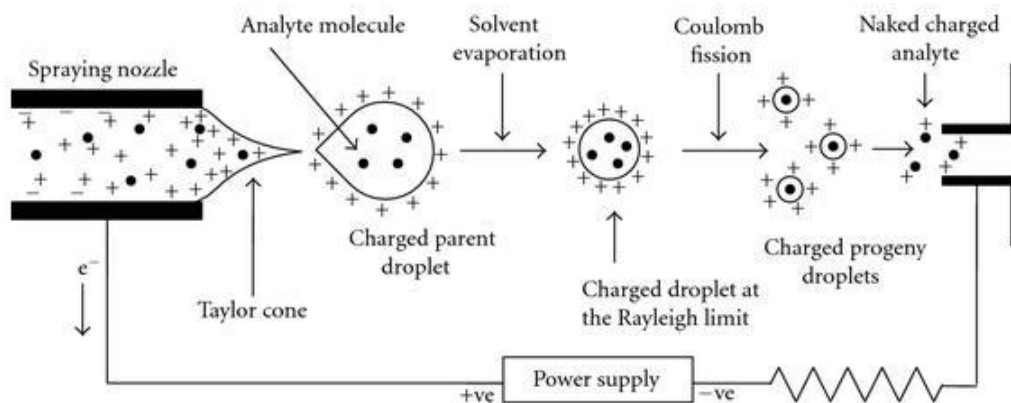 Analyte molecule
Solvent
evaporation
Coulomb
fission
Naked charged
analyte
Spraying nozzle
Charged parent
droplet
Charged progeny
droplets
e⁻
Taylor cone
Charged droplet at
the Rayleigh limit
+ve
Power supply
−ve